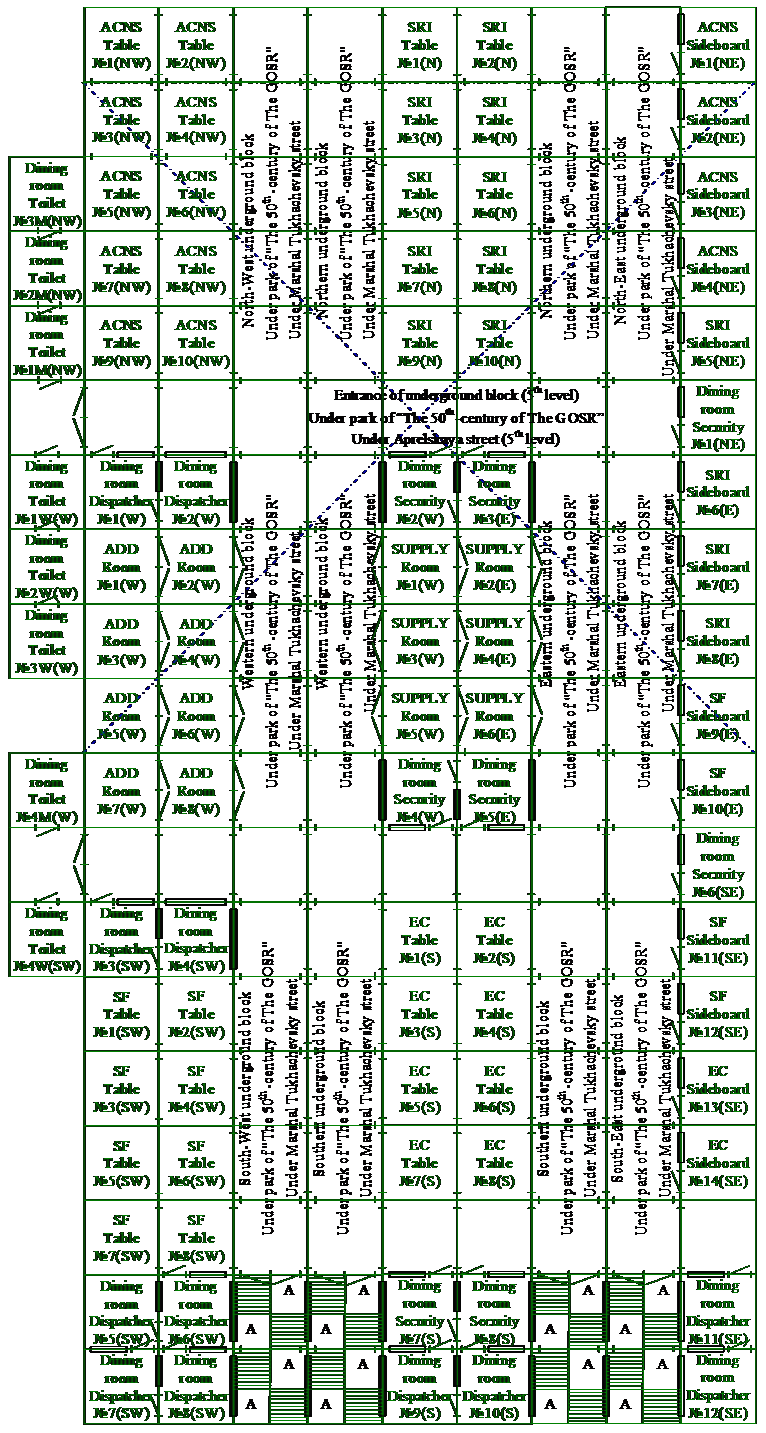 ACNS
Table
№1(NW)
ACNS
Table
№2(NW)
SRI
Table
№1(N)
SRI
Table
№2(N)
ACNS
Sideboard
№1(NE)
ACNS
Table
№3(NW)
ACNS
Table
№4(NW)
SRI
Table
№3(N)
SRI
Table
№4(N)
ACNS
Sideboard
№2(NE)
Dining
room
Toilet
№3M(NW)
ACNS
Table
№5(NW)
ACNS
Table
№6(NW)
SRI
Table
№5(N)
SRI
Table
№6(N)
ACNS
Sideboard
№3(NE)
Dining
room
Toilet
№2M(NW)
ACNS
Table
№7(NW)
ACNS
Table
№8(NW)
SRI
Table
№7(N)
SRI
Table
№8(N)
ACNS
Sideboard
№4(NE)
Dining
room
Toilet
№1M(NW)
ACNS
Table
№9(NW)
ACNS
Table
№10(NW)
SRI
Table
№9(N)
SRI
Table
№10(N)
SRI
Sideboard
№5(NE)
North-West underground block
Under park of "The 50th-century of The GOSR"
Under Marshal Tukhachevsky street
Northern underground block
Under park of "The 50th-century of The GOSR"
Under Marshal Tukhachevsky street
Northern underground block
Under park of "The 50th-century of The GOSR"
Under Marshal Tukhachevsky street
North-East underground block
Under park of "The 50th-century of The GOSR"
Under Marshal Tukhachevsky street
Entrance of underground block (5th level)
Under park of "The 50th-century of The GOSR"
Under Aprelskaya street (5th level)
Dining
room
Security
№1(NE)
Dining
room
Toilet
№1W(W)
Dining
room
Dispatcher
№1(W)
Dining
room
Dispatcher
№2(W)
Dining
room
Security
№2(W)
Dining
room
Security
№3(E)
SRI
Sideboard
№6(E)
Dining
room
Toilet
№2W(W)
ADD
Room
№1(W)
ADD
Room
№2(W)
SUPPLY
Room
№1(W)
SUPPLY
Room
№2(E)
SRI
Sideboard
№7(E)
Dining
room
Toilet
№3W(W)
ADD
Room
№3(W)
ADD
Room
№4(W)
SUPPLY
Room
№3(W)
SUPPLY
Room
№4(E)
SRI
Sideboard
№8(E)
ADD
Room
№5(W)
ADD
Room
№6(W)
SUPPLY
Room
№5(W)
SUPPLY
Room
№6(E)
SF
Sideboard
№9(E)
Dining
room
Toilet
№4M(W)
ADD
Room
№7(W)
ADD
Room
№8(W)
Dining
room
Security
№4(W)
Dining
room
Security
№5(E)
SF
Sideboard
№10(E)
Western underground block
Under park of "The 50th-century of The GOSR"
Under Marshal Tukhachevsky street
Western underground block
Under park of "The 50th-century of The GOSR"
Under Marshal Tukhachevsky street
Eastern underground block
Under park of "The 50th-century of The GOSR"
Under Marshal Tukhachevsky street
Eastern underground block
Under park of "The 50th-century of The GOSR"
Under Marshal Tukhachevsky street
Dining
room
Security
№6(SE)
Dining
room
Toilet
№4W(SW)
Dining
room
Dispatcher
№3(SW)
Dining
room
Dispatcher
№4(SW)
EC
Table
№1(S)
EC
Table
№2(S)
SF
Sideboard
№11(SE)
SF
Table
№1(SW)
SF
Table
№2(SW)
EC
Table
№3(S)
EC
Table
№4(S)
SF
Sideboard
№12(SE)
SF
Table
№3(SW)
SF
Table
№4(SW)
EC
Table
№5(S)
EC
Table
№6(S)
EC
Sideboard
№13(SE)
SF
Table
№5(SW)
SF
Table
№6(SW)
EC
Table
№7(S)
EC
Table
№8(S)
EC
Sideboard
№14(SE)
SF
Table
№7(SW)
SF
Table
№8(SW)
South-West underground block
Under park of "The 50th-century of The GOSR"
Under Marshal Tukhachevsky street
Southern underground block
Under park of "The 50th-century of The GOSR"
Under Marshal Tukhachevsky street
Southern underground block
Under park of "The 50th-century of The GOSR"
Under Marshal Tukhachevsky street
South-East underground block
Under park of "The 50th-century of The GOSR"
Under Marshal Tukhachevsky street
Dining
room
Dispatcher
№5(SW)
Dining
room
Dispatcher
№6(SW)
A
A
A
A
Dining
room
Security
№7(S)
Dining
room
Security
№8(S)
A
A
A
A
Dining
room
Dispatcher
№11(SE)
Dining
room
Dispatcher
№7(SW)
Dining
room
Dispatcher
№8(SW)
A
A
A
A
Dining
room
Dispatcher
№9(S)
Dining
room
Dispatcher
№10(S)
A
A
A
A
Dining
room
Dispatcher
№12(SE)